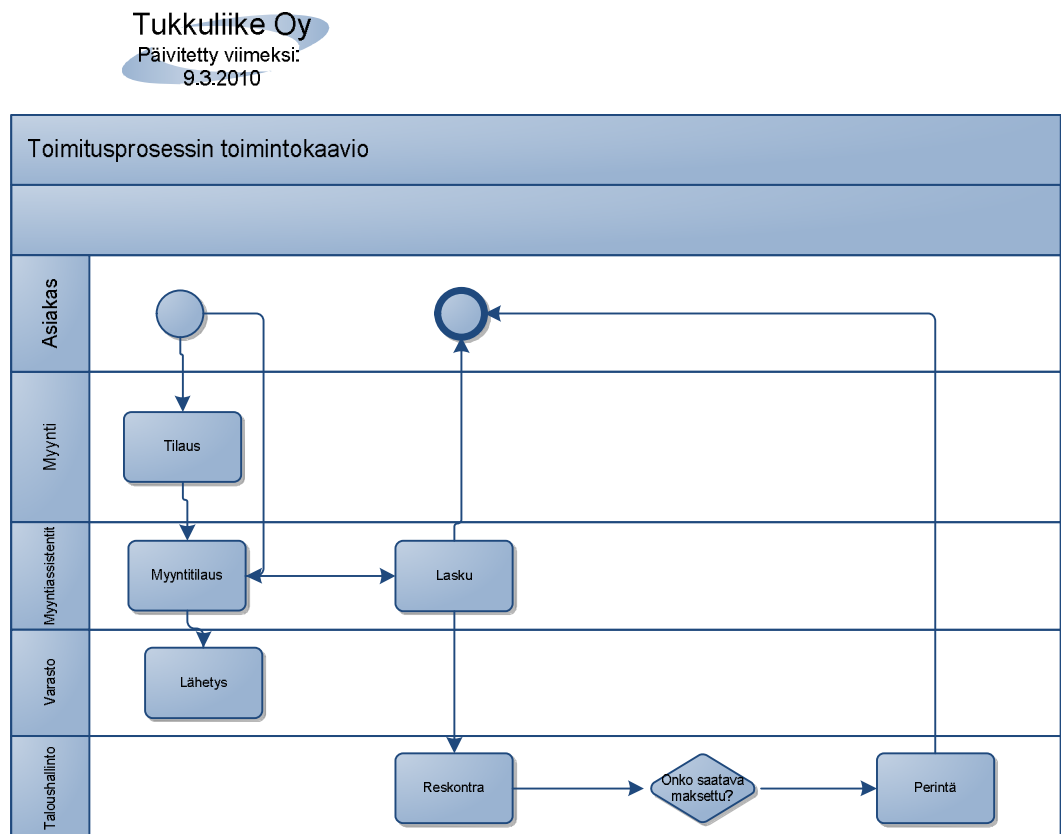 Tukkuliike Oy
Päivitetty viimeksi:
9.3.2010
Toimitusprosessin toimintokaavio
Asiakas
Myynti
Tilaus
Myyntiassistentit
Myyntitilaus
Lasku
Varasto
Lähetys
Taloushallinto
Reskontra
Onko saatava
maksettu?
Perintä